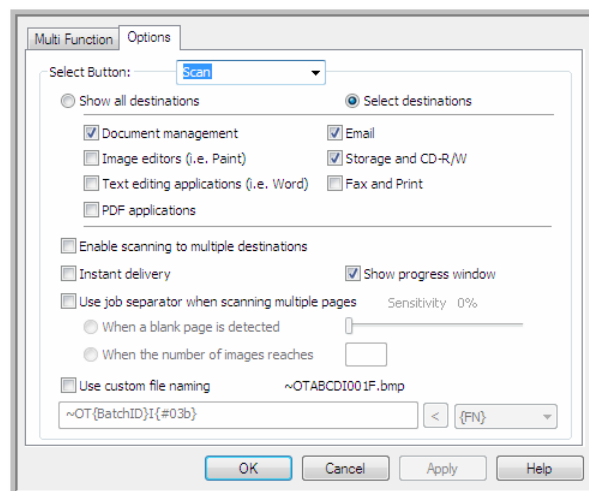 Multi Function Options
Select Button: Scan
Show all destinations Select destinations
Document management Email
Image editors (i.e. Paint) Storage and CD-R/W
Text editing applications (i.e. Word) Fax and Print
PDF applications
Enable scanning to multiple destinations
Instant delivery Show progress window
Use job separator when scanning multiple pages Sensitivity 0%
When a blank page is detected
When the number of images reaches
Use custom file naming ~OTABCDI001F.bmp
~OT{BatchID}I{#03b} < {FN}
OK Cancel Apply Help